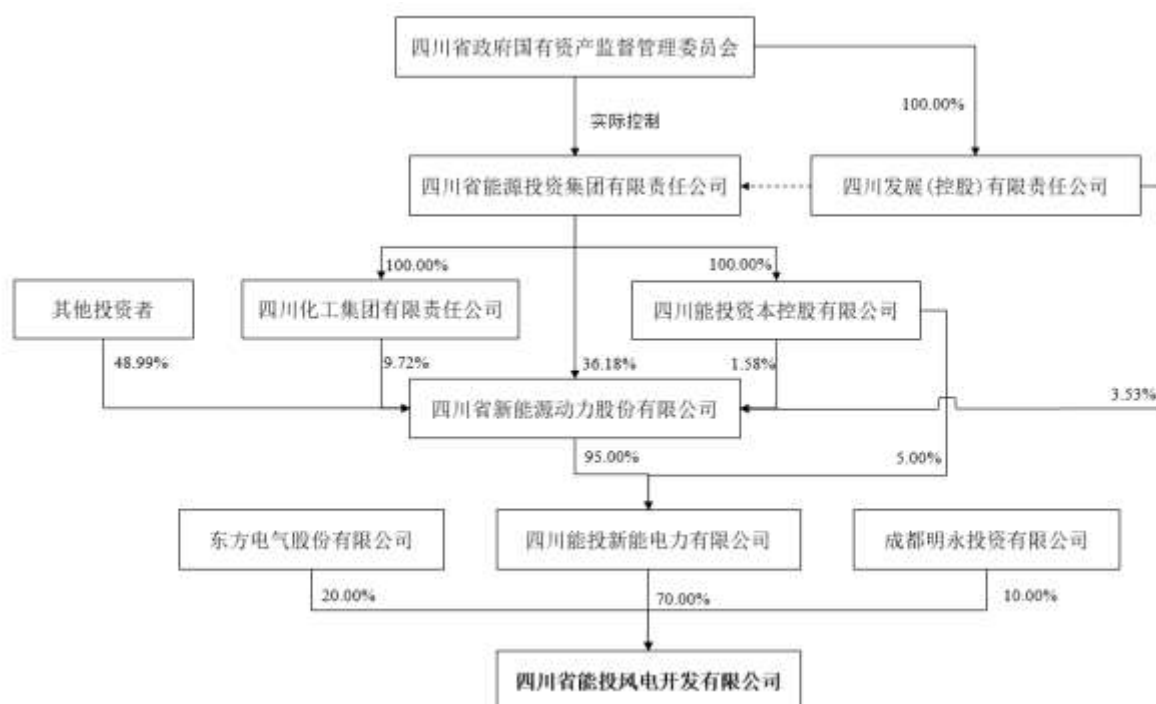 四川省政府国有资产监督管理委员会
100.00%
实际控制
四川省能源投资集团有限责任公司
四川发展(控股)有限责任公司
100.00%
100.00%
其他投资者
四川化工集团有限责任公司
四川能投资本控股有限公司
48.99%
9.72%
36.18%
1.58%
四川省新能源动力股份有限公司
3.53%
95.00%
5.00%
东方电气股份有限公司
四川能投新能电力有限公司
成都明永投资有限公司
20.00%
70.00%
10.00%
四川省能投风电开发有限公司